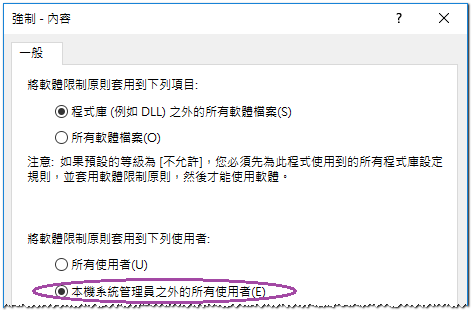 強制 - 內容
? ×
一般
將軟體限制原則套用到下列項目:
程式庫 (例如 DLL) 之外的所有軟體檔案(S)
所有軟體檔案(O)
注意: 如果預設的等級為 [不允許]，您必須先為此程式使用到的所有程式庫設定
規則，並套用軟體限制原則，然後才能使用軟體。
將軟體限制原則套用到下列使用者:
所有使用者(U)
本機系統管理員之外的所有使用者(E)